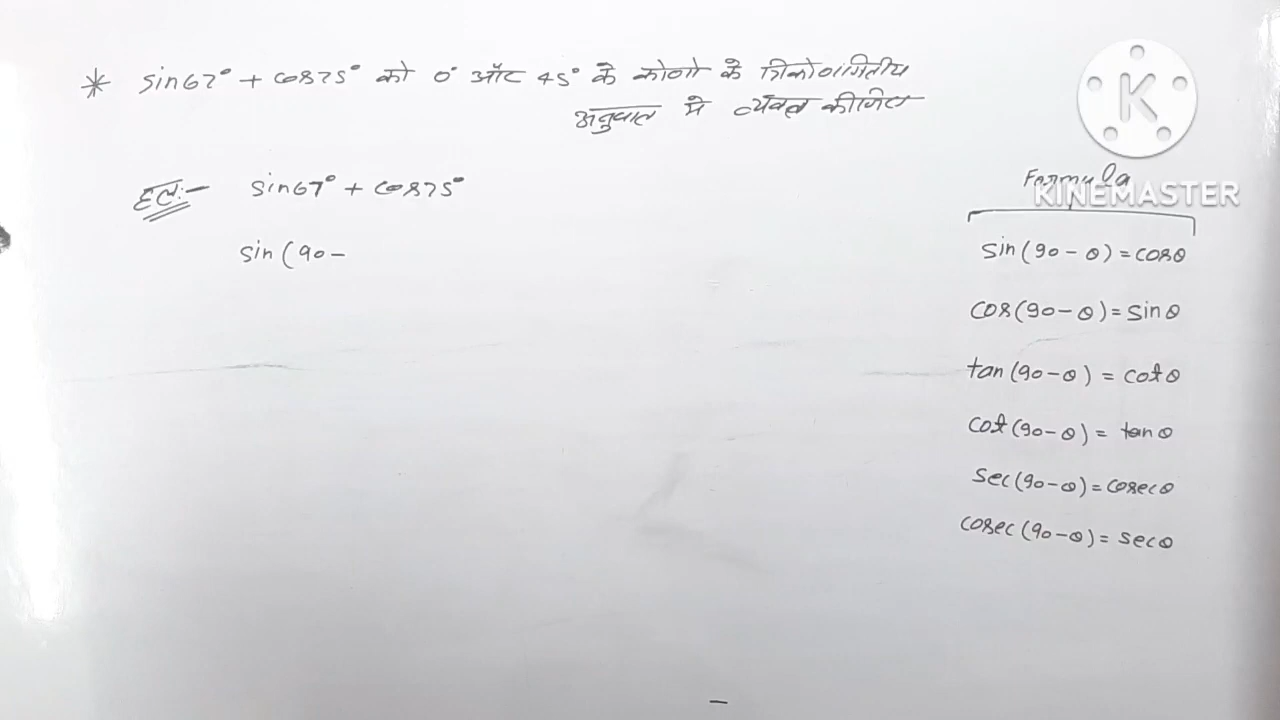 * sin67° + cos75° को 0° और 45° के कोणो के त्रिकोणमितीय
अनुपात मे व्यक्त कीजिए
हल:- sin67° + cos75°
sin (90 -
K
KINEMASTER
Formula
sin(90 - θ) = cosθ
cos(90 - θ) = sinθ
tan(90 - θ) = cotθ
cot(90 - θ) = tanθ
sec(90 - θ) = cosecθ
cosec(90 - θ) = secθ